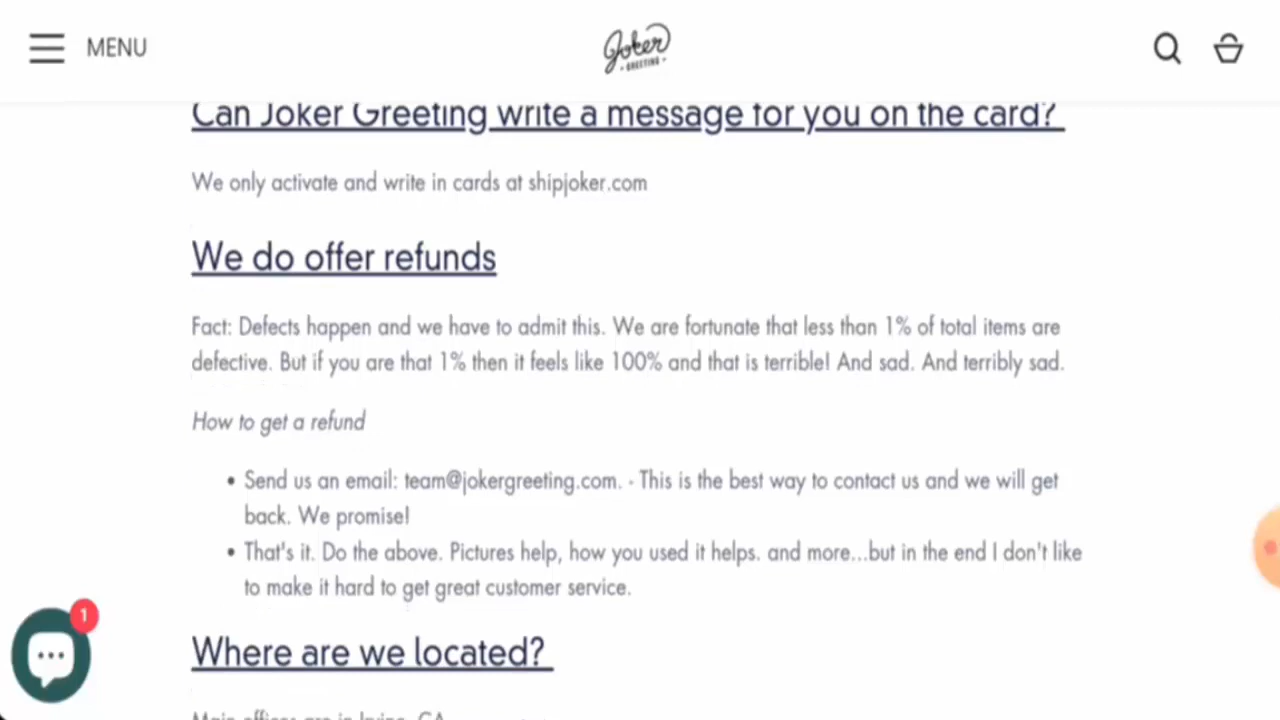 MENU
Joker
GREETING
Can Joker Greeting write a message for you on the card?
We only activate and write in cards at shipjoker.com
We do offer refunds
Fact: Defects happen and we have to admit this. We are fortunate that less than 1% of total items are
defective. But if you are that 1% then it feels like 100% and that is terrible! And sad. And terribly sad.
How to get a refund
• Send us an email: team@jokergreeting.com. - This is the best way to contact us and we will get
back. We promise!
• That's it. Do the above. Pictures help, how you used it helps. and more...but in the end I don't like
to make it hard to get great customer service.
1
Where are we located?
Main offices are in Irvine, CA